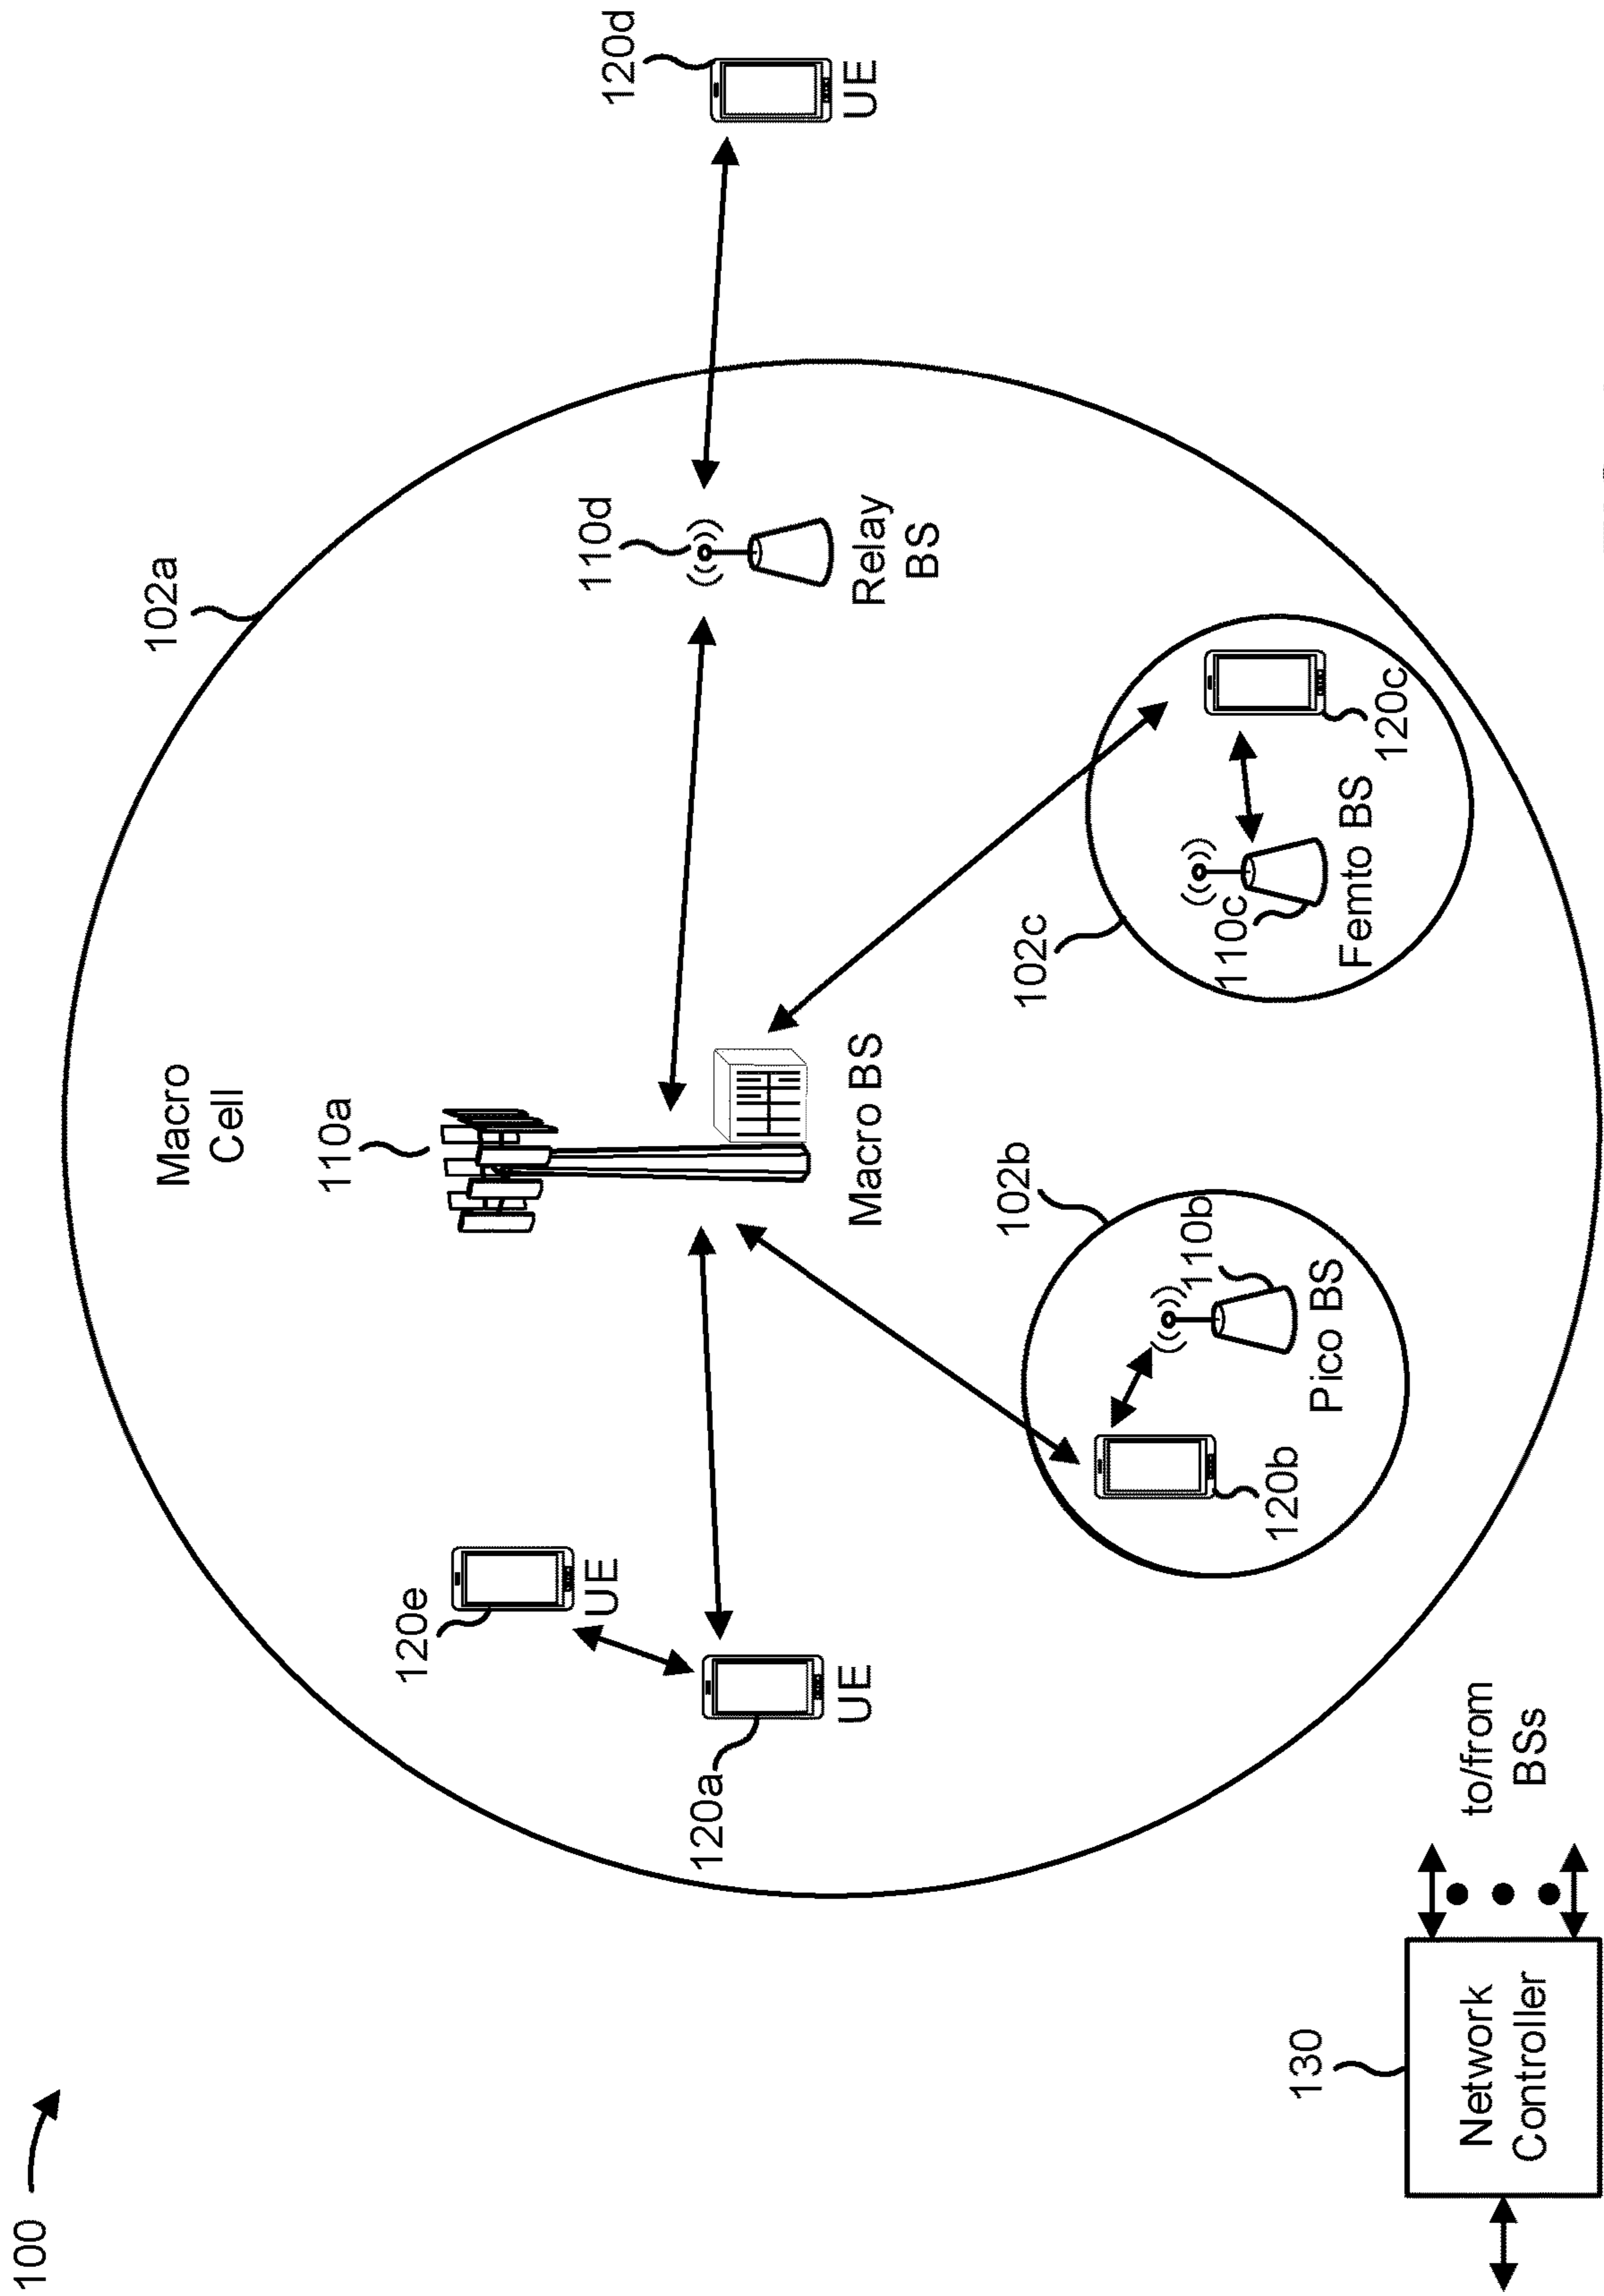 100
102a
Macro
Cell
110a
120d
UE
110d
Relay
BS
120e
UE
120a
UE
Macro BS
102b
110b
Pico BS
120b
102c
110c
Femto BS
120c
130
Network
Controller
to/from
BSs